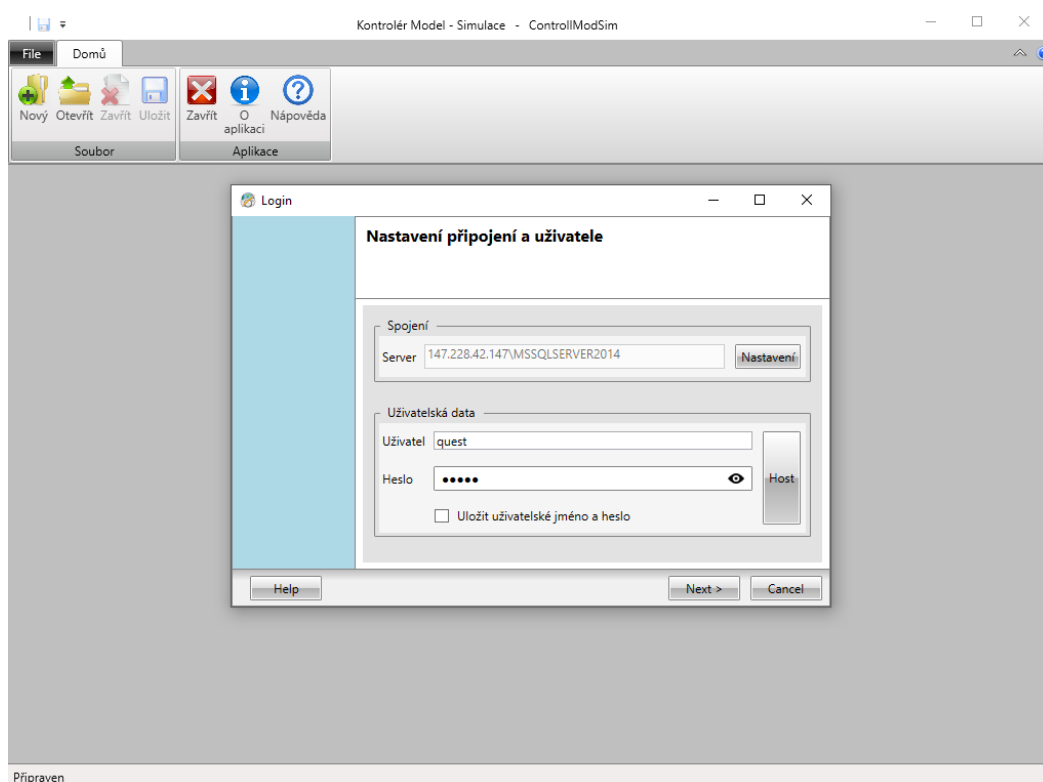 Kontrolér Model - Simulace - ControllModSim
File Domů
Nový Otevřít Zavřít Uložit Zavřít O aplikaci Nápověda
Soubor Aplikace
Login
Nastavení připojení a uživatele
Spojení
Server 147.228.42.147\MSSQLSERVER2014 Nastavení
Uživatelská data
Uživatel quest
Heslo ●●●●● Host
Uložit uživatelské jméno a heslo
Help Next > Cancel
Připraven